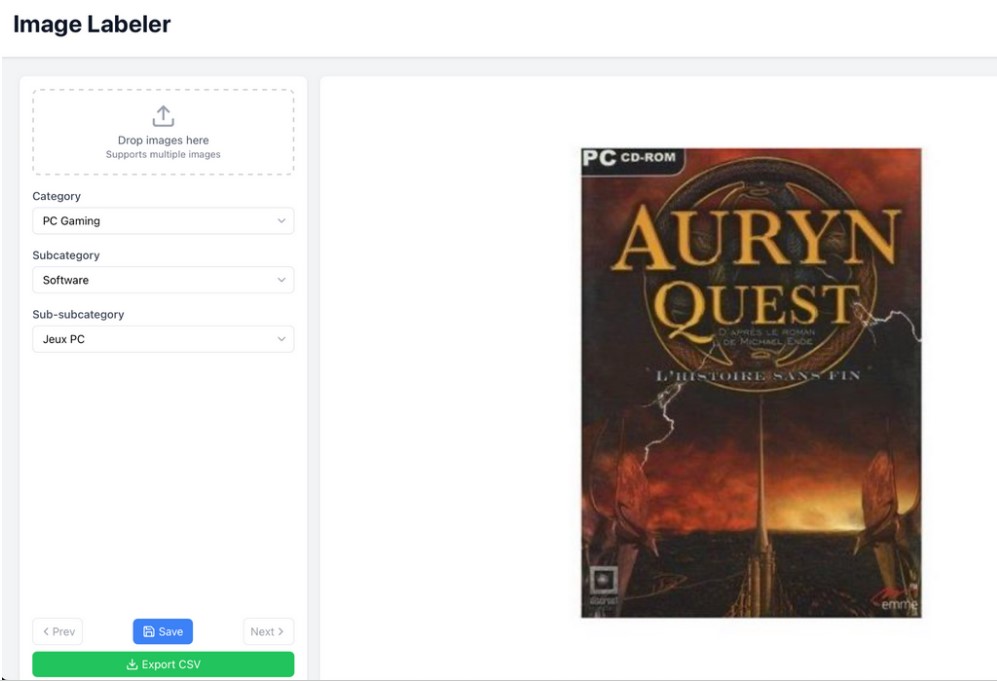 Image Labeler
Drop images here
Supports multiple images
Category
PC Gaming
Subcategory
Software
Sub-subcategory
Jeux PC
Prev
Save
Next
Export CSV
PC CD-ROM
AURYN
QUEST
D'APRÈS LE ROMAN
DE MICHAEL ENDE
L'HISTOIRE SANS FIN
emme